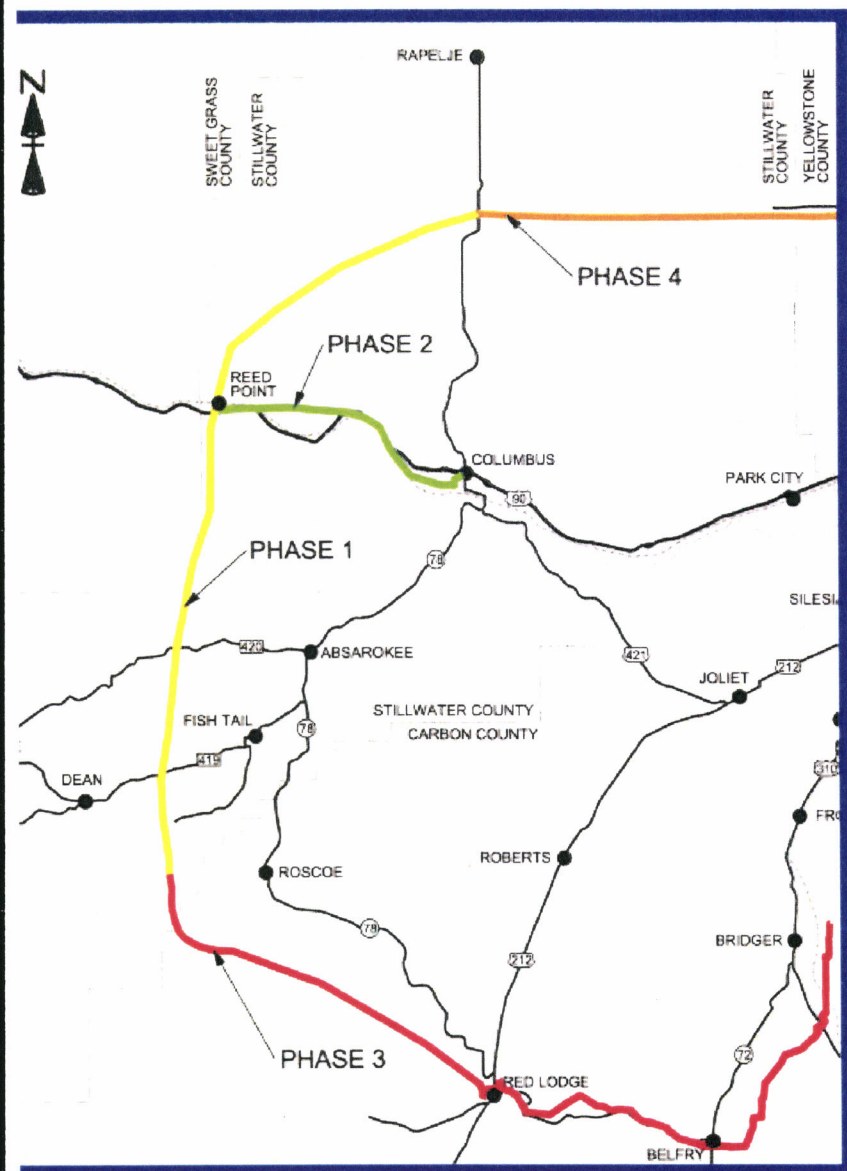 RAPELJE
N
SWEET GRASS
COUNTY
STILLWATER
COUNTY
STILLWATER
COUNTY
YELLOWSTONE
COUNTY
PHASE 4
PHASE 2
REED
POINT
COLUMBUS
PARK CITY
90
PHASE 1
78
SILESI
420
ABSAROKEE
421
JOLIET
212
STILLWATER COUNTY
CARBON COUNTY
FISH TAIL
78
419
DEAN
310
FRO
ROSCOE
ROBERTS
78
BRIDGER
212
PHASE 3
72
RED LODGE
BELFRY